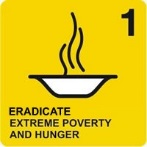 1
ERADICATE
EXTREME POVERTY
AND HUNGER